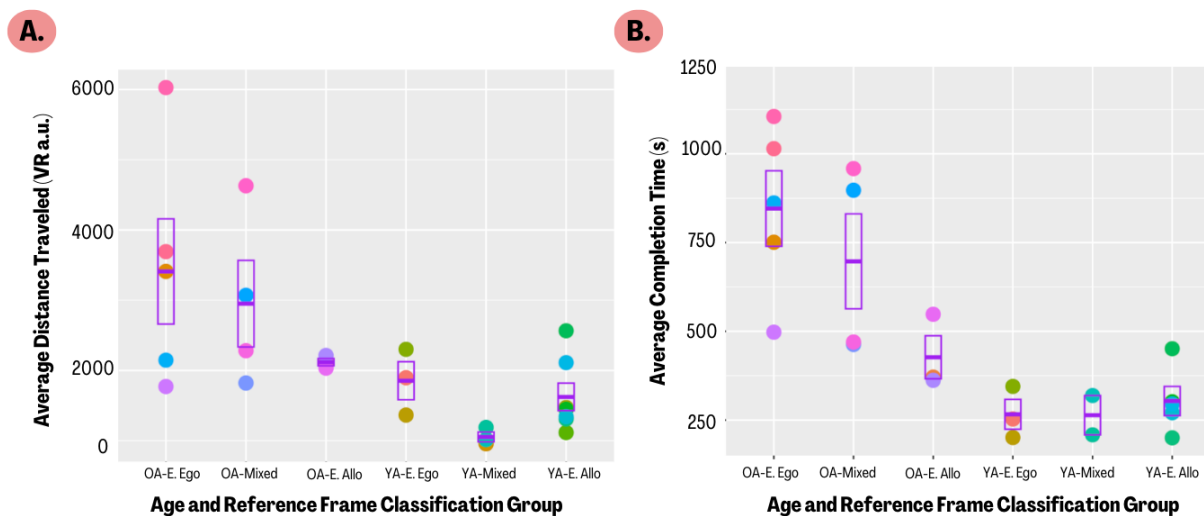 A.
Average Distance Traveled (VR a.u.)
6000
4000
2000
0
OA-E. Ego
OA-Mixed
OA-E. Allo
YA-E. Ego
YA-Mixed
YA-E. Allo
Age and Reference Frame Classification Group
B.
Average Completion Time (s)
1250
1000
750
500
250
OA-E. Ego
OA-Mixed
OA-E. Allo
YA-E. Ego
YA-Mixed
YA-E. Allo
Age and Reference Frame Classification Group